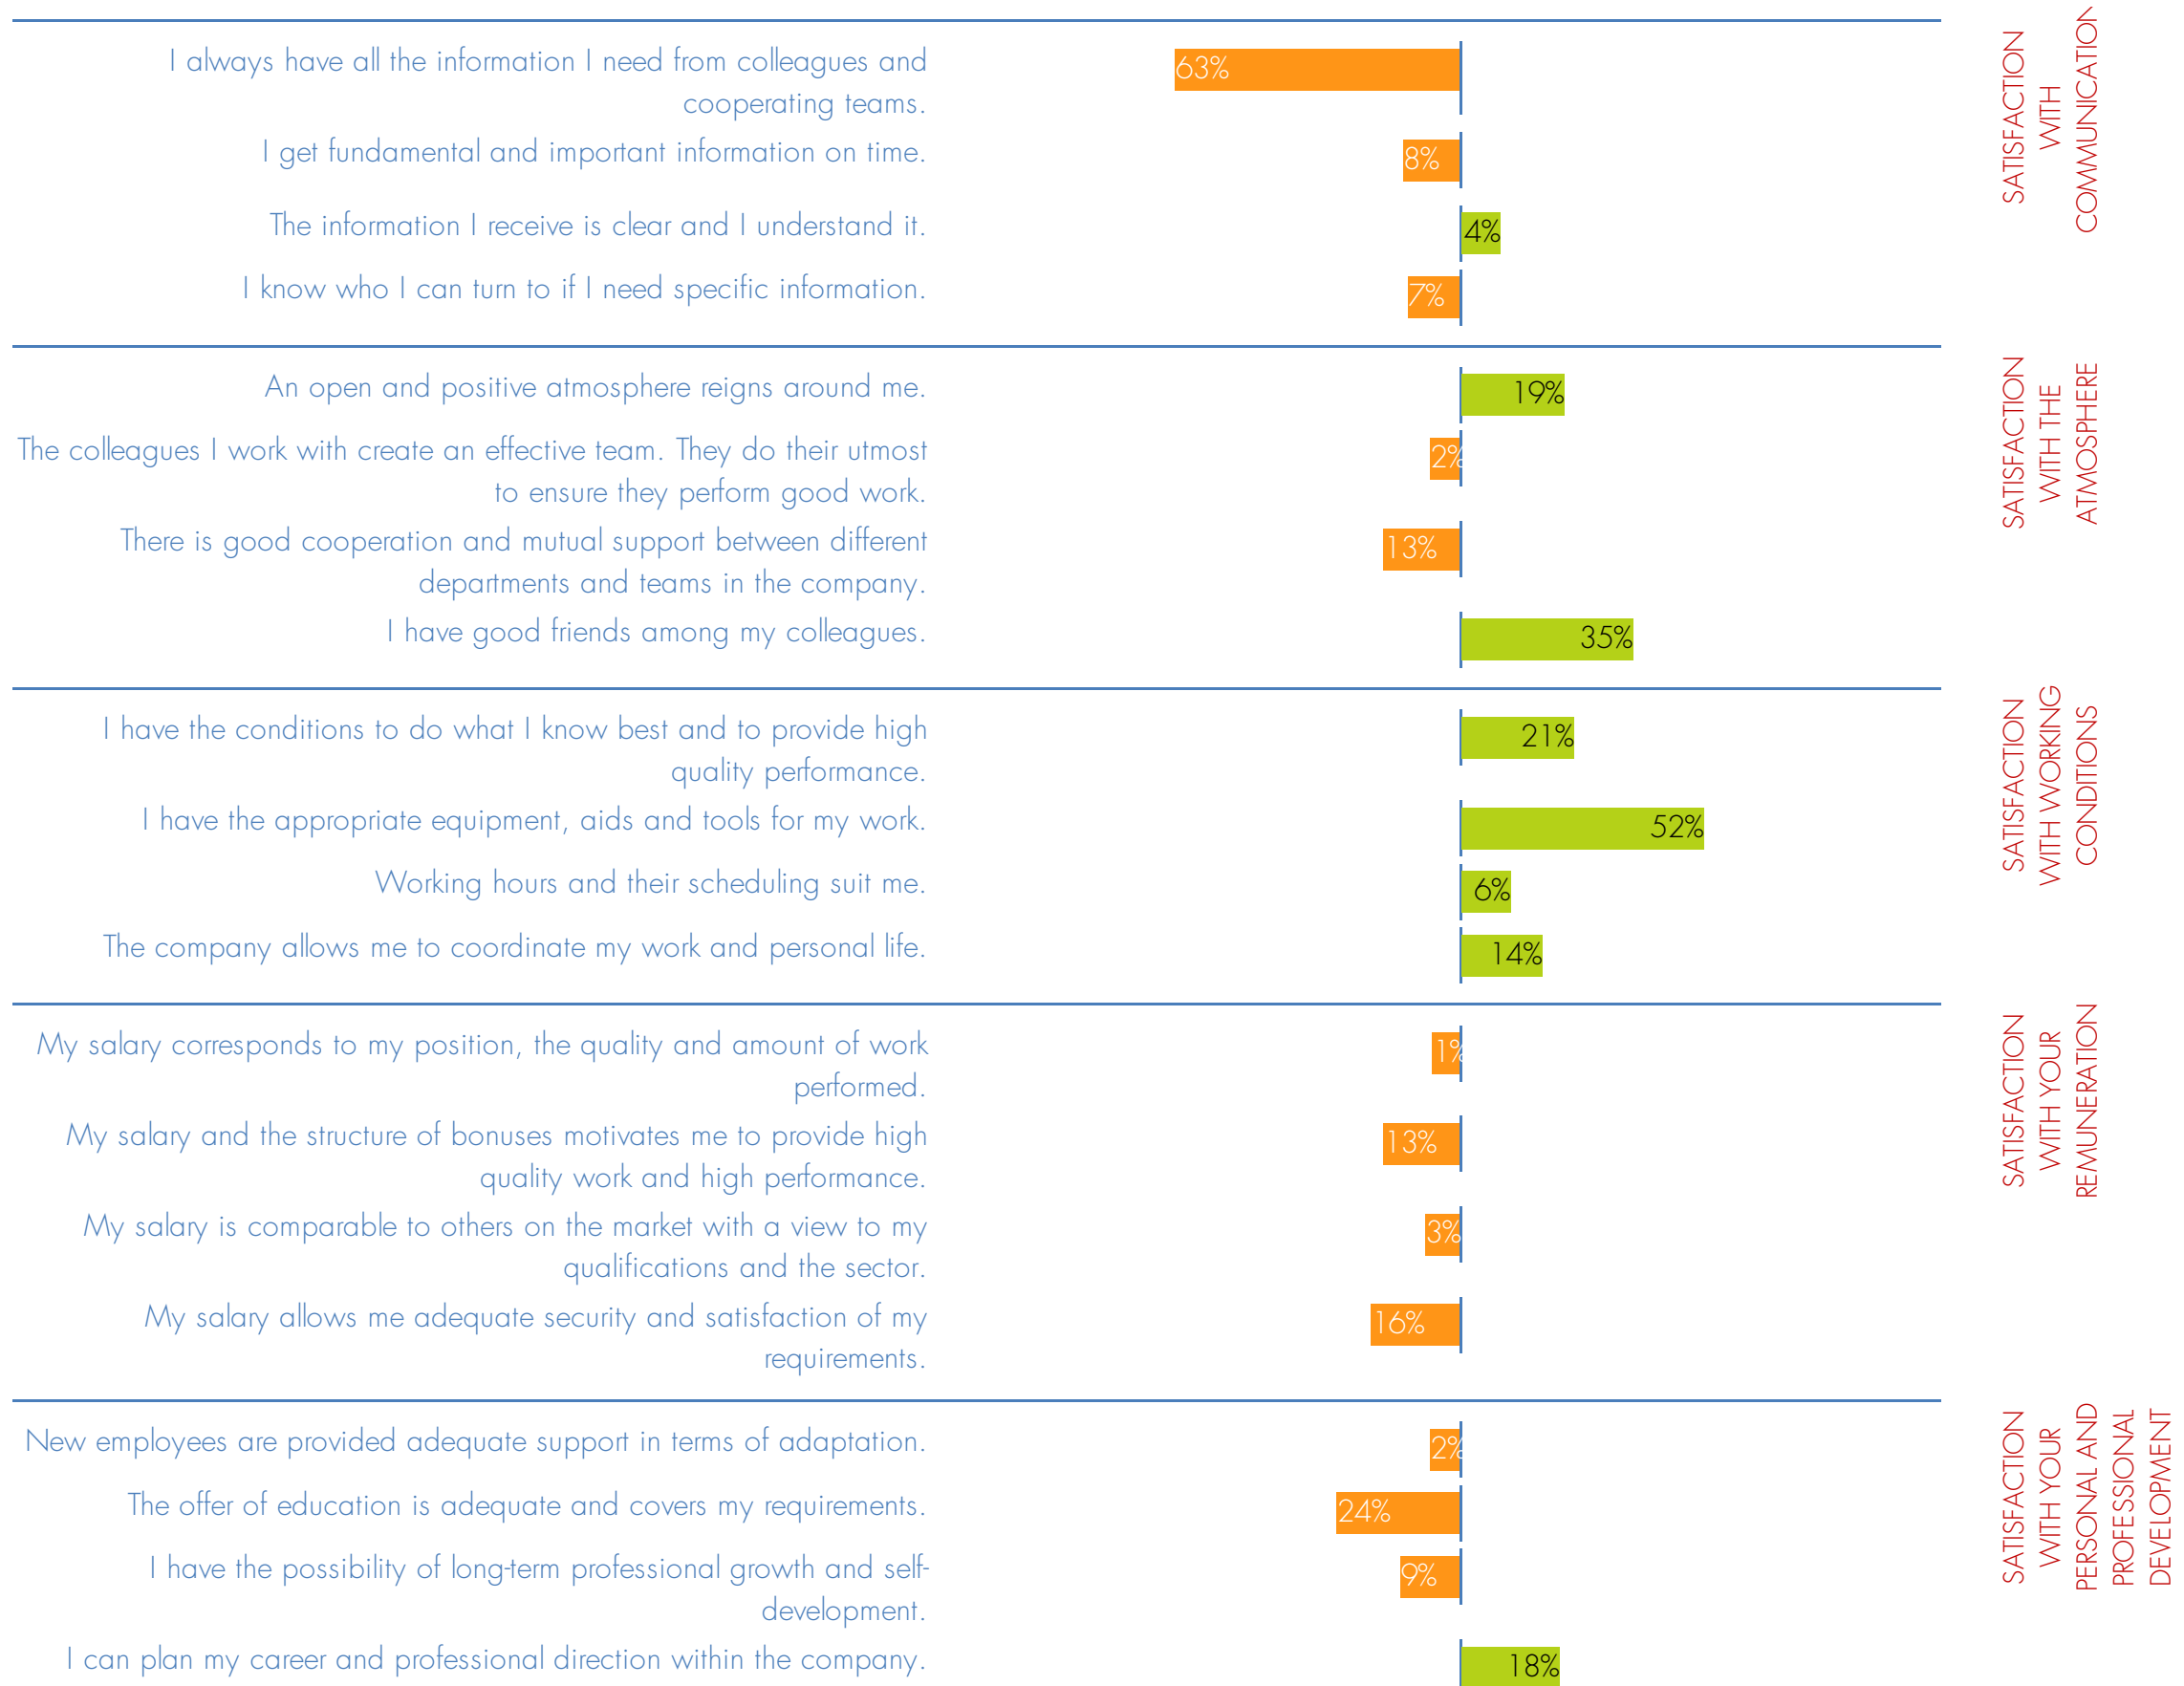 I always have all the information I need from colleagues and
cooperating teams.
63%
I get fundamental and important information on time.
8%
The information I receive is clear and I understand it.
4%
I know who I can turn to if I need specific information.
7%
SATISFACTION
WITH
COMMUNICATION
An open and positive atmosphere reigns around me.
19%
The colleagues I work with create an effective team. They do their utmost
to ensure they perform good work.
2%
There is good cooperation and mutual support between different
departments and teams in the company.
13%
I have good friends among my colleagues.
35%
SATISFACTION
WITH THE
ATMOSPHERE
I have the conditions to do what I know best and to provide high
quality performance.
21%
I have the appropriate equipment, aids and tools for my work.
52%
Working hours and their scheduling suit me.
6%
The company allows me to coordinate my work and personal life.
14%
SATISFACTION
WITH WORKING
CONDITIONS
My salary corresponds to my position, the quality and amount of work
performed.
1%
My salary and the structure of bonuses motivates me to provide high
quality work and high performance.
13%
My salary is comparable to others on the market with a view to my
qualifications and the sector.
3%
My salary allows me adequate security and satisfaction of my
requirements.
16%
SATISFACTION
WITH YOUR
REMUNERATION
New employees are provided adequate support in terms of adaptation.
2%
The offer of education is adequate and covers my requirements.
24%
I have the possibility of long-term professional growth and self-
development.
9%
I can plan my career and professional direction within the company.
18%
SATISFACTION
WITH YOUR
PERSONAL AND
PROFESSIONAL
DEVELOPMENT